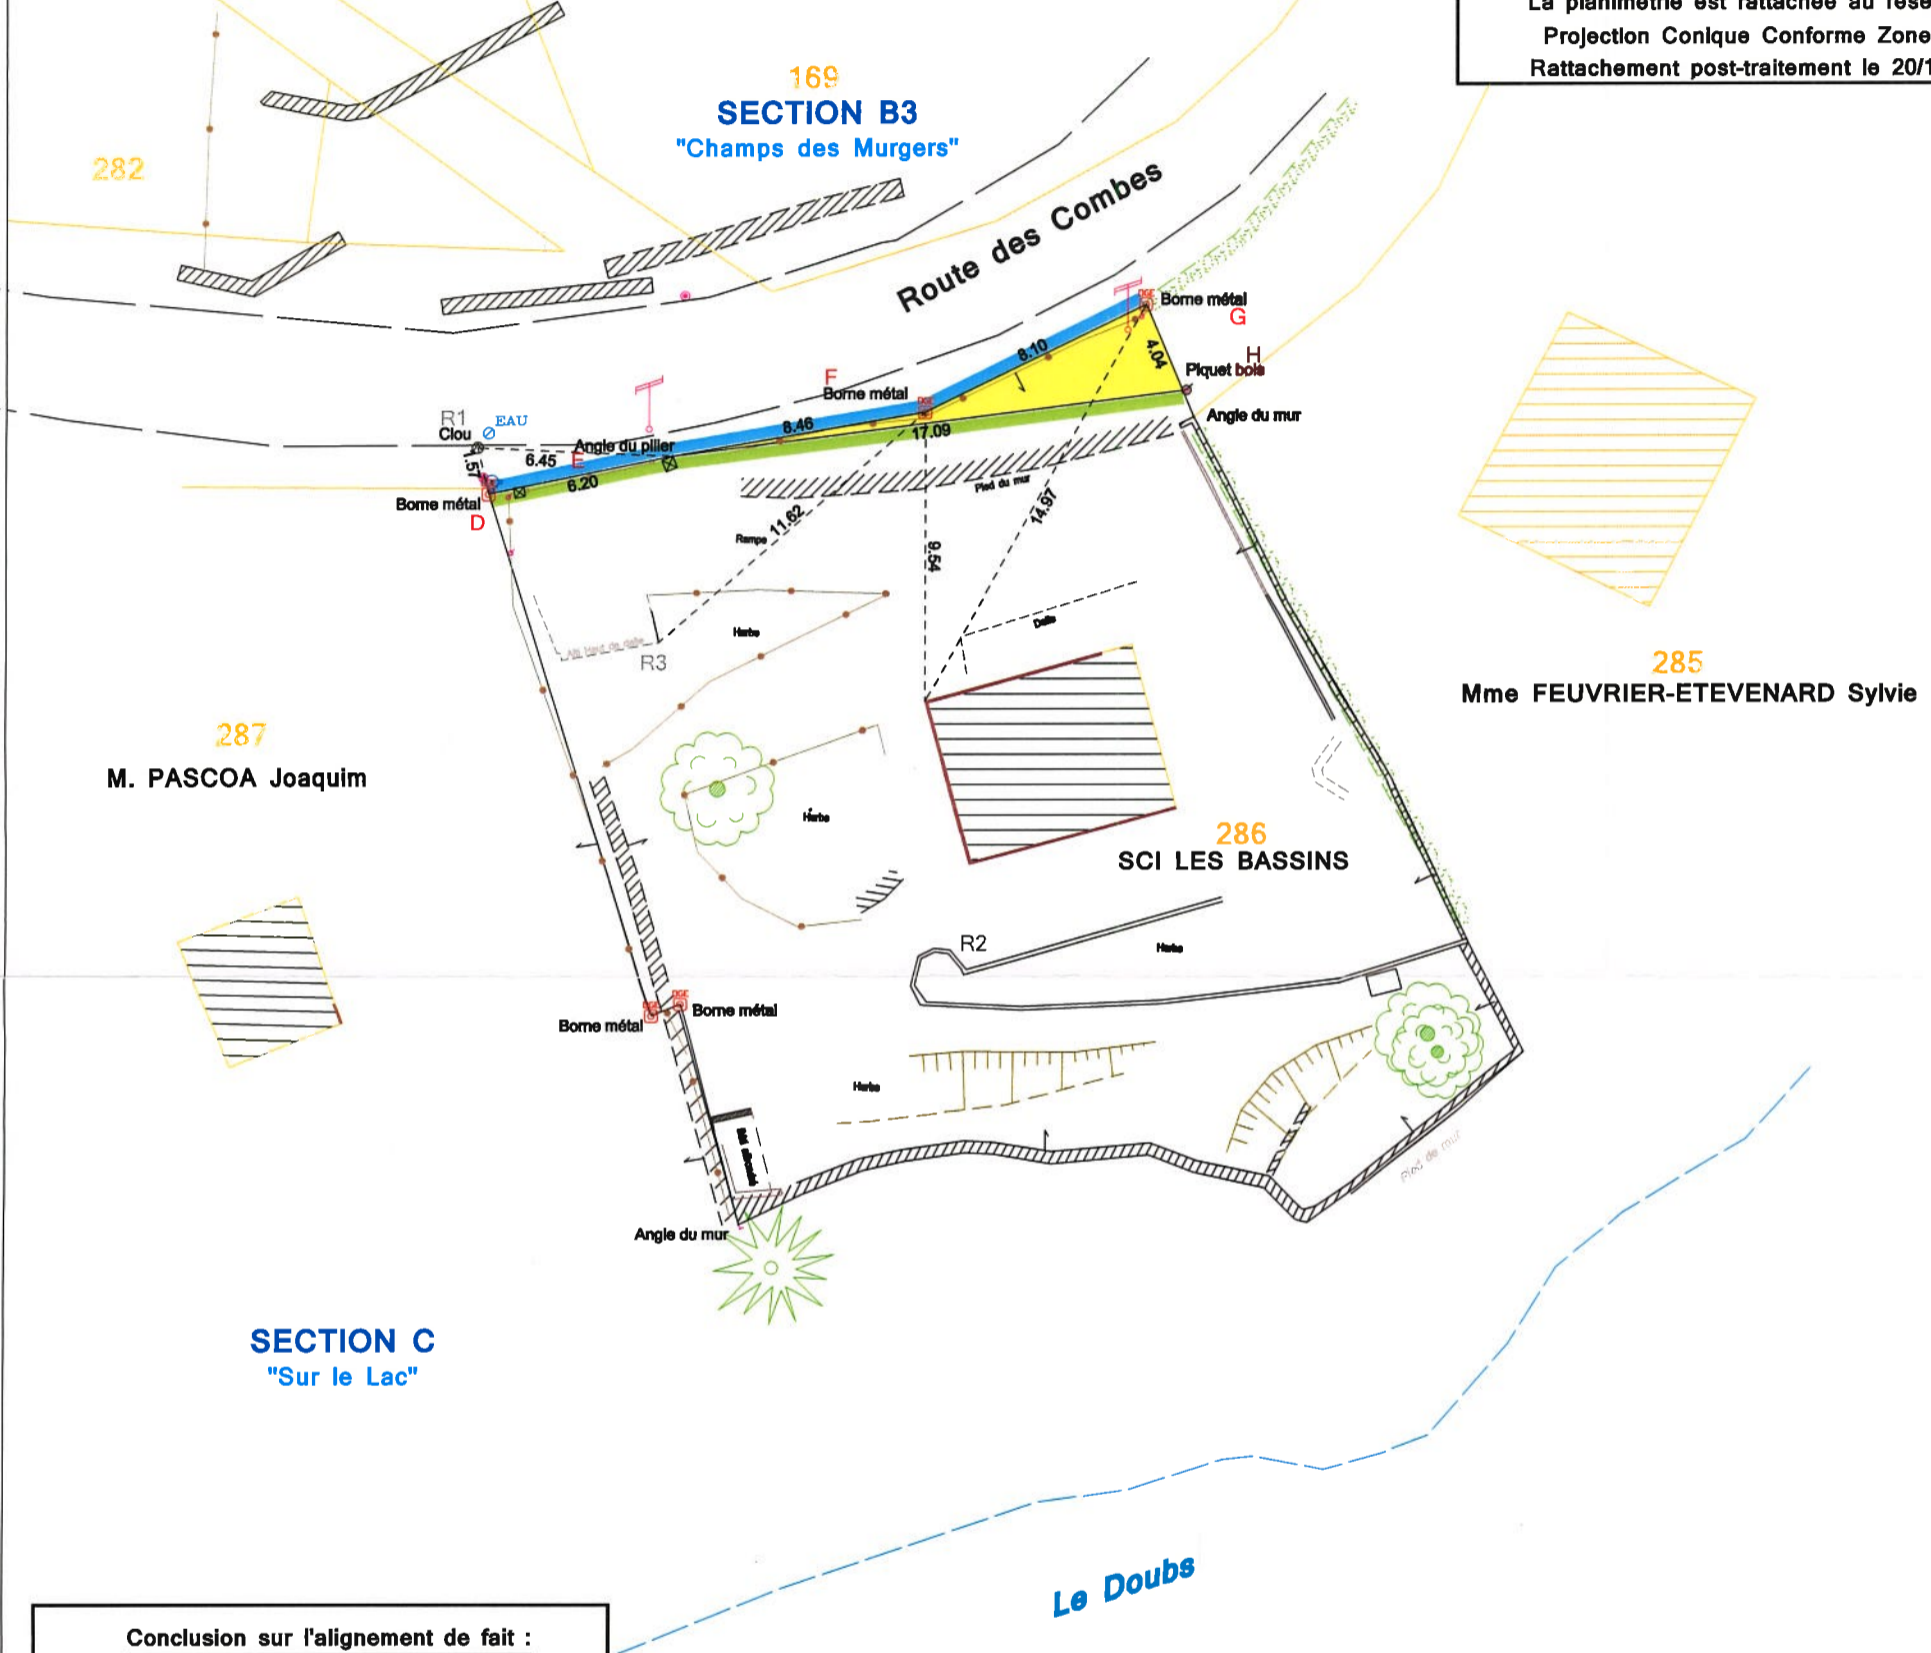 La planimétrie est rattachée au rése
Projection Conique Conforme Zone
Rattachement post-traitement le 20/1
169
SECTION B3
"Champs des Murgers"
282
Route des Combes
Borne métal
G
8.10
4.04
H
Piquet bois
F
Borne métal
Angle du mur
R1
EAU
Clou
8.46
17.09
Angle du pilier
1.57
6.45
E
6.20
Borne métal
D
Pied du mur
11.62
14.97
Rampe
9.54
Herbe
Dalle
R3
285
Mme FEUVRIER-ETEVENARD Sylvie
287
M. PASCOA Joaquim
Herbe
286
SCI LES BASSINS
R2
Herbe
Borne métal
Borne métal
Herbe
Pied de mur
Angle du mur
SECTION C
"Sur le Lac"
Le Doubs
Conclusion sur l'alignement de fait :